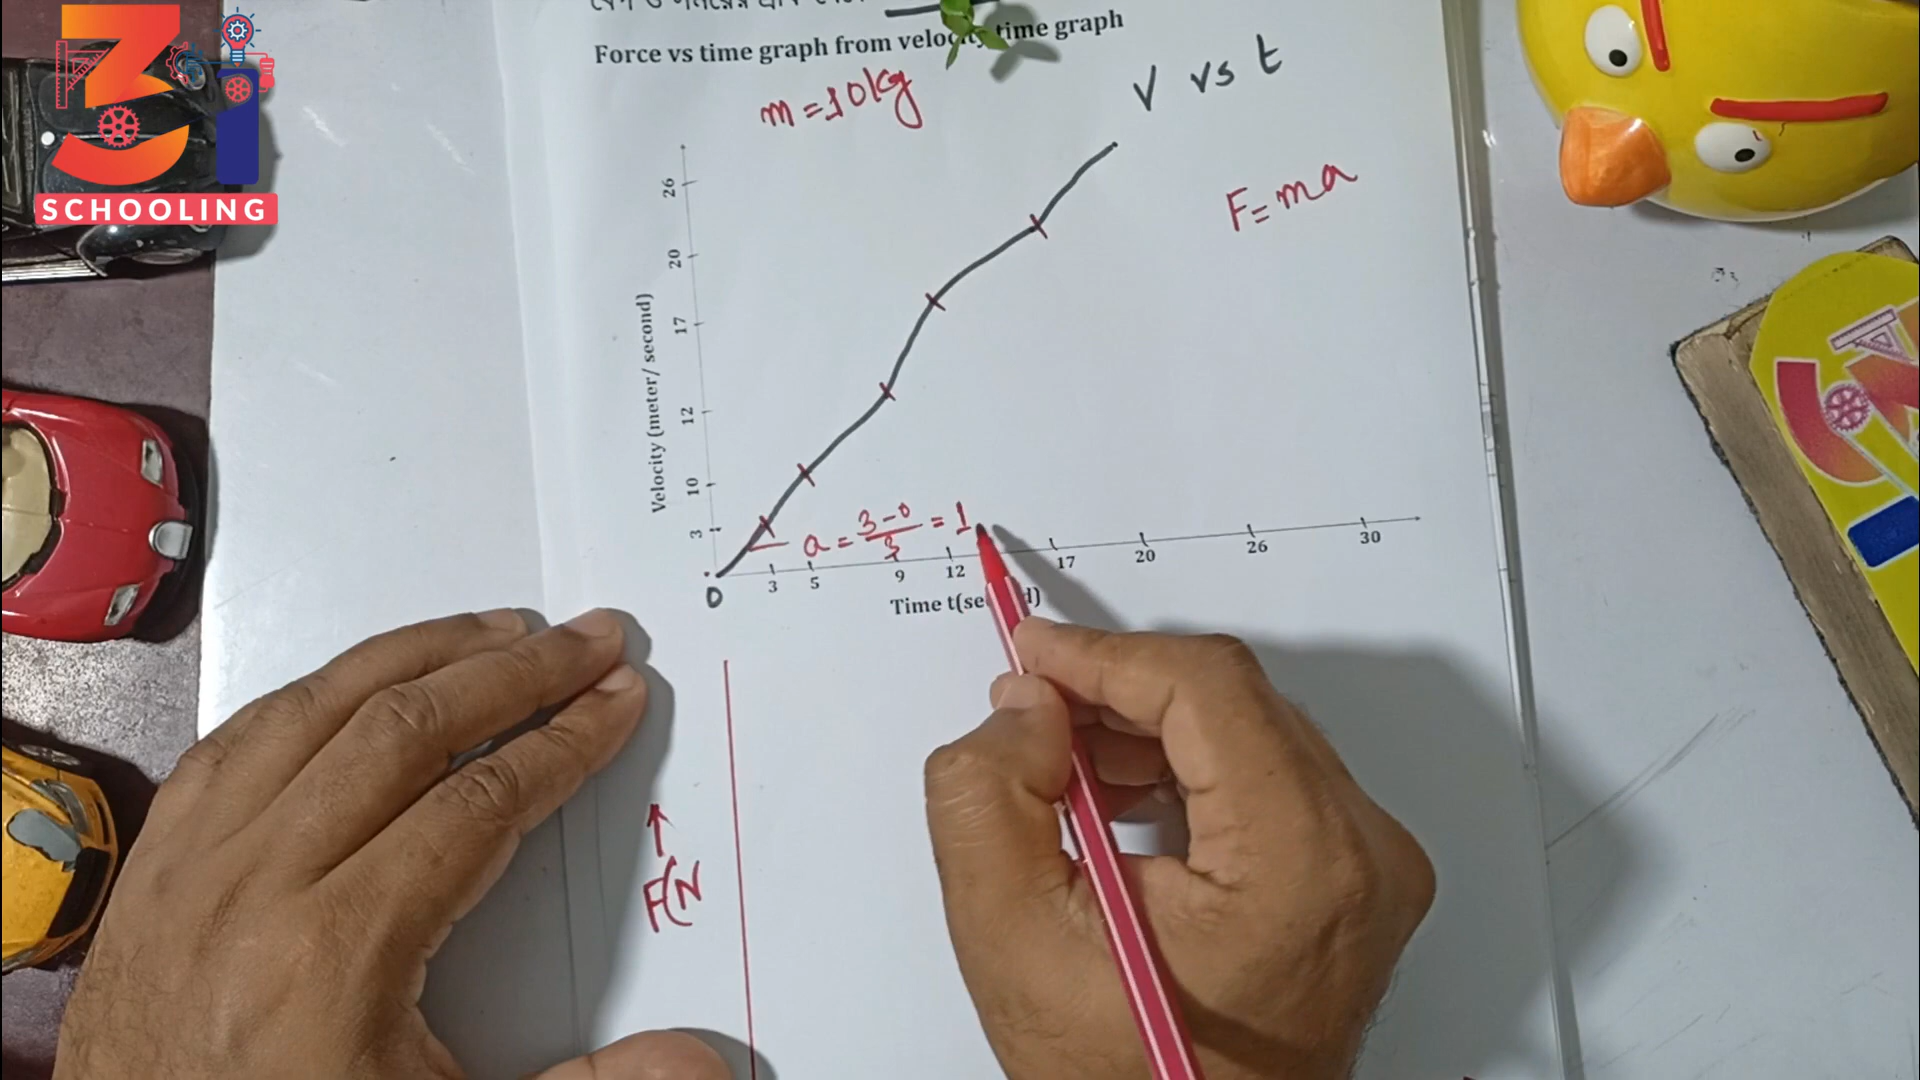 SCHOOLING
Force vs time graph from velocity time graph
m=10kg
V vs t
F=ma
Velocity (meter/ second)
26
20
17
12
10
3
a = 3-0/3 = 1
0
3 5 9 12 17 20 26 30
Time t(se
F(N